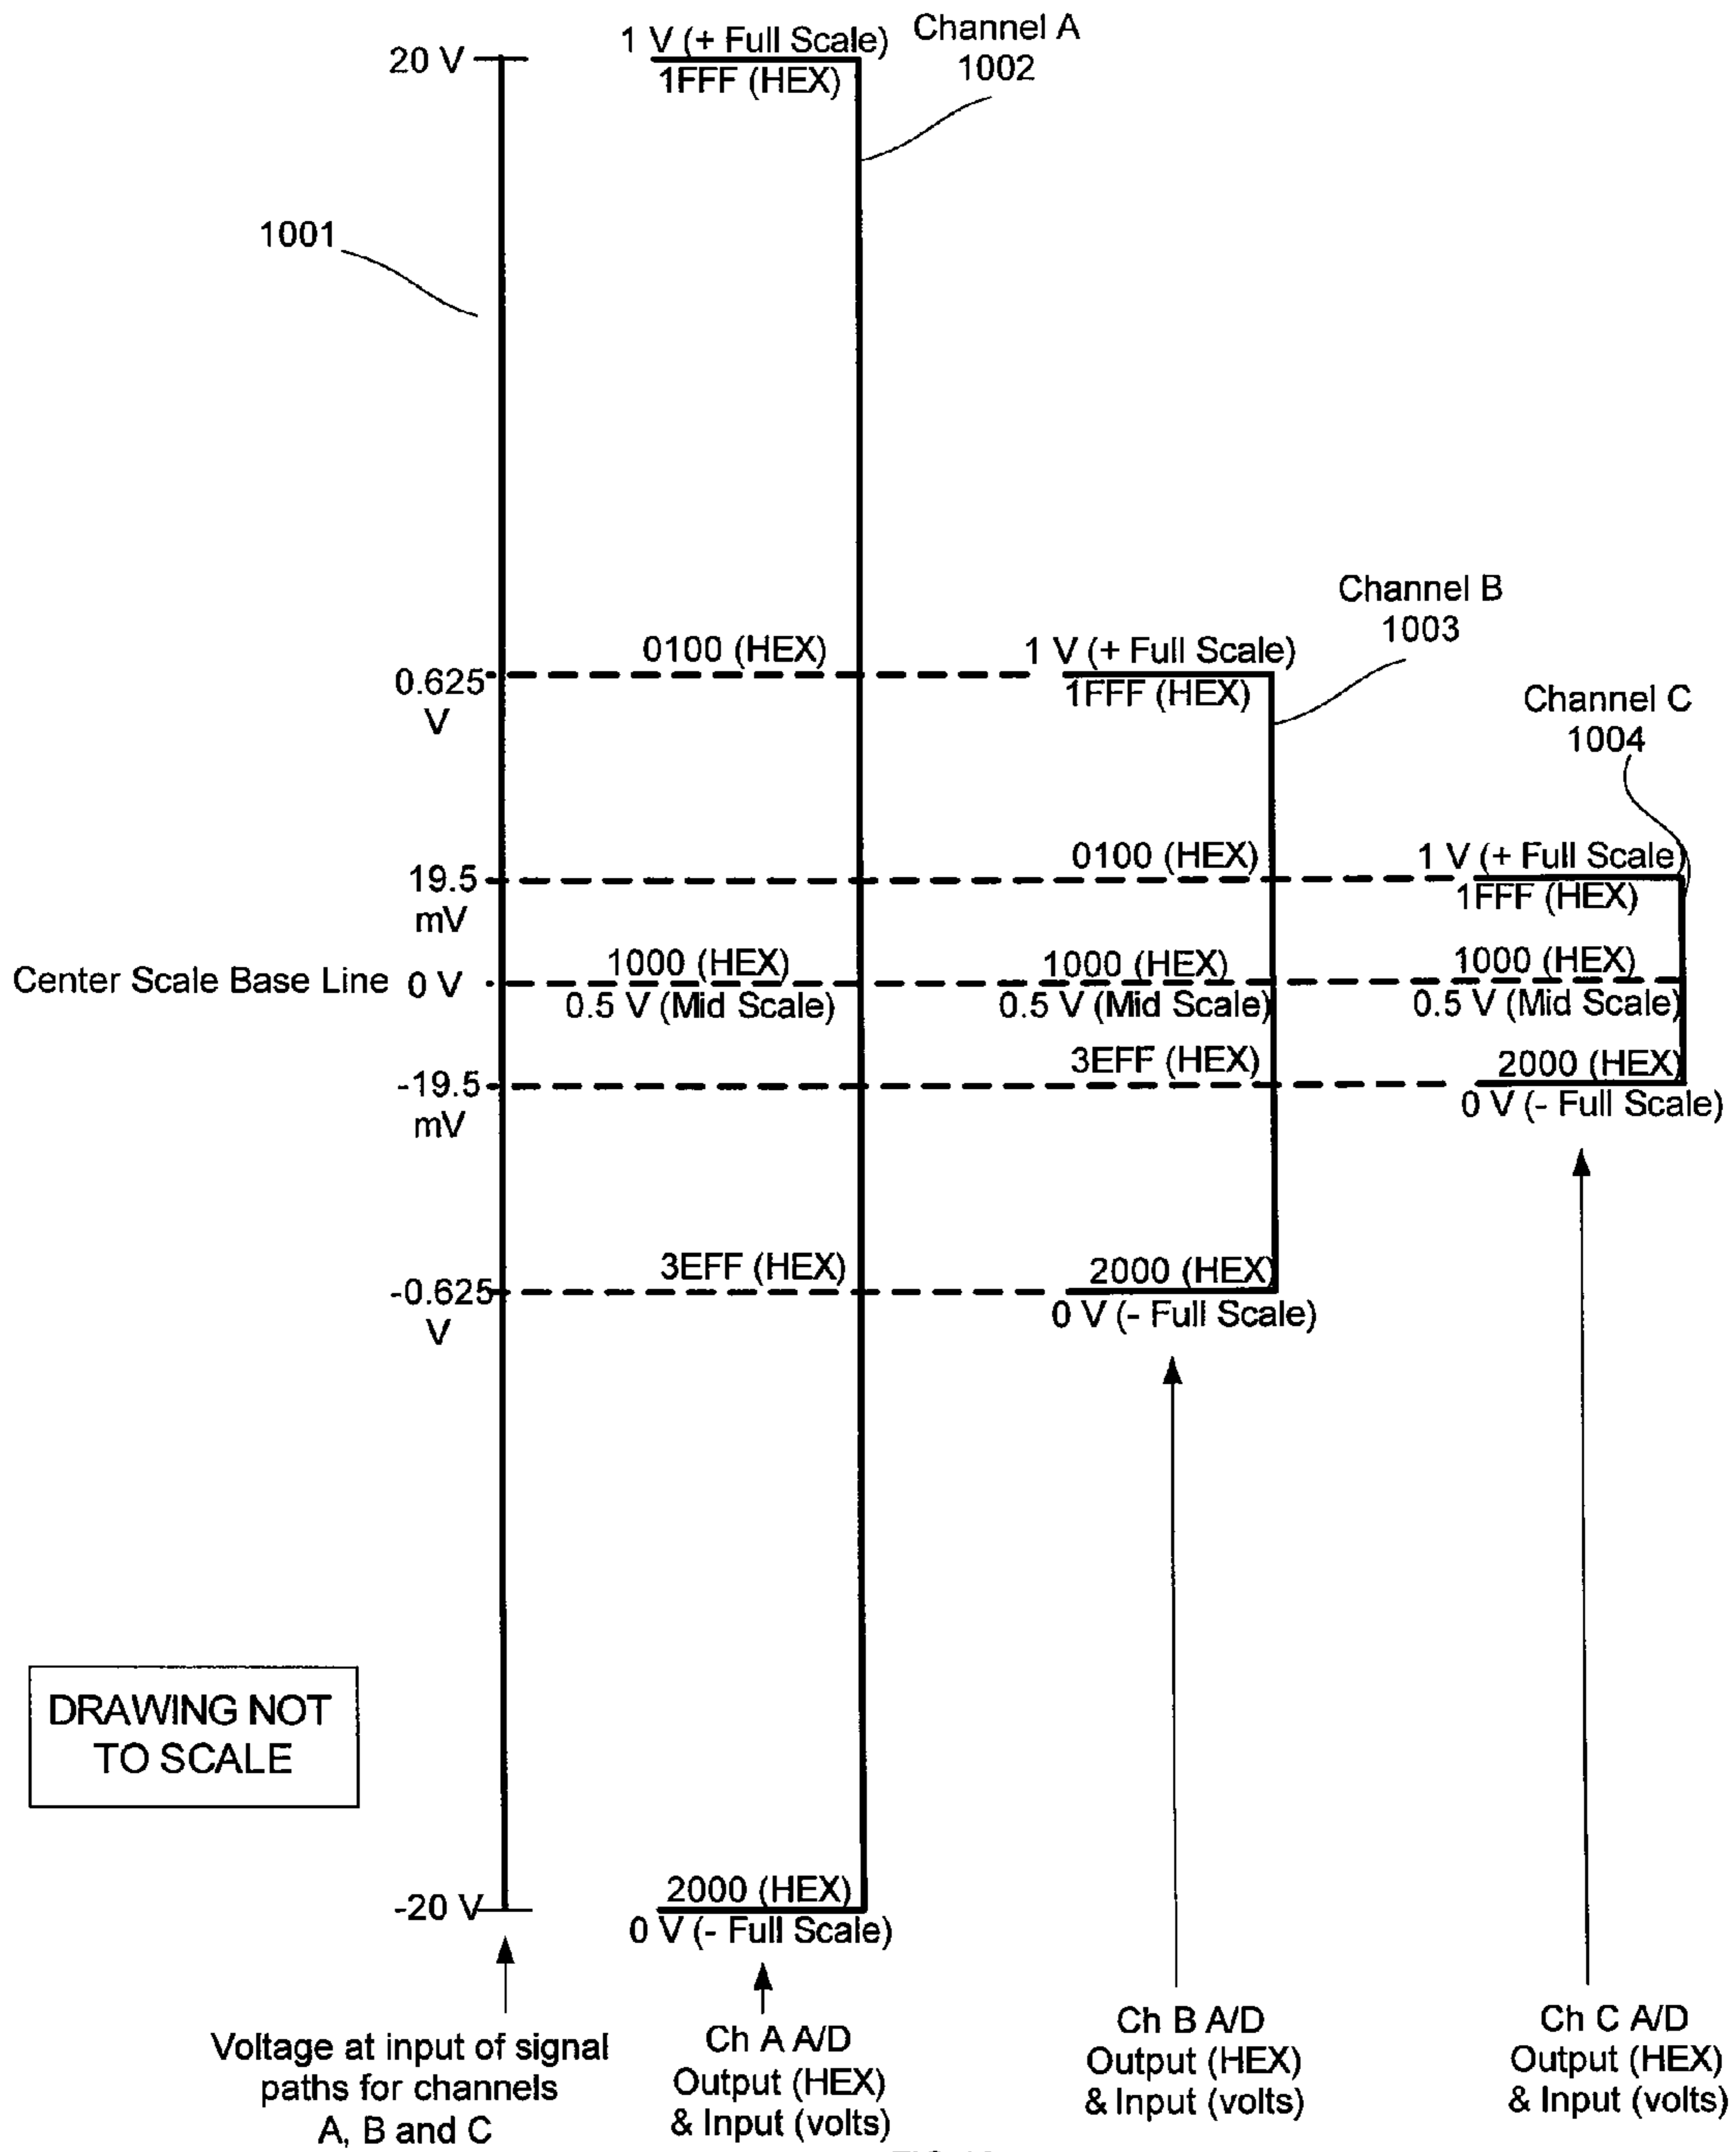 Channel A
1002
20 V
1 V (+ Full Scale)
1FFF (HEX)
1001
Channel B
1003
0100 (HEX)
1 V (+ Full Scale)
0.625
V
1FFF (HEX)
Channel C
1004
0100 (HEX)
1 V (+ Full Scale)
19.5
mV
1FFF (HEX)
Center Scale Base Line
0 V
1000 (HEX)
0.5 V (Mid Scale)
1000 (HEX)
0.5 V (Mid Scale)
1000 (HEX)
0.5 V (Mid Scale)
-19.5
mV
3EFF (HEX)
2000 (HEX)
0 V (- Full Scale)
-0.625
V
3EFF (HEX)
2000 (HEX)
0 V (- Full Scale)
DRAWING NOT
TO SCALE
-20 V
2000 (HEX)
0 V (- Full Scale)
Voltage at input of signal
paths for channels
A, B and C
Ch A A/D
Output (HEX)
& Input (volts)
Ch B A/D
Output (HEX)
& Input (volts)
Ch C A/D
Output (HEX)
& Input (volts)